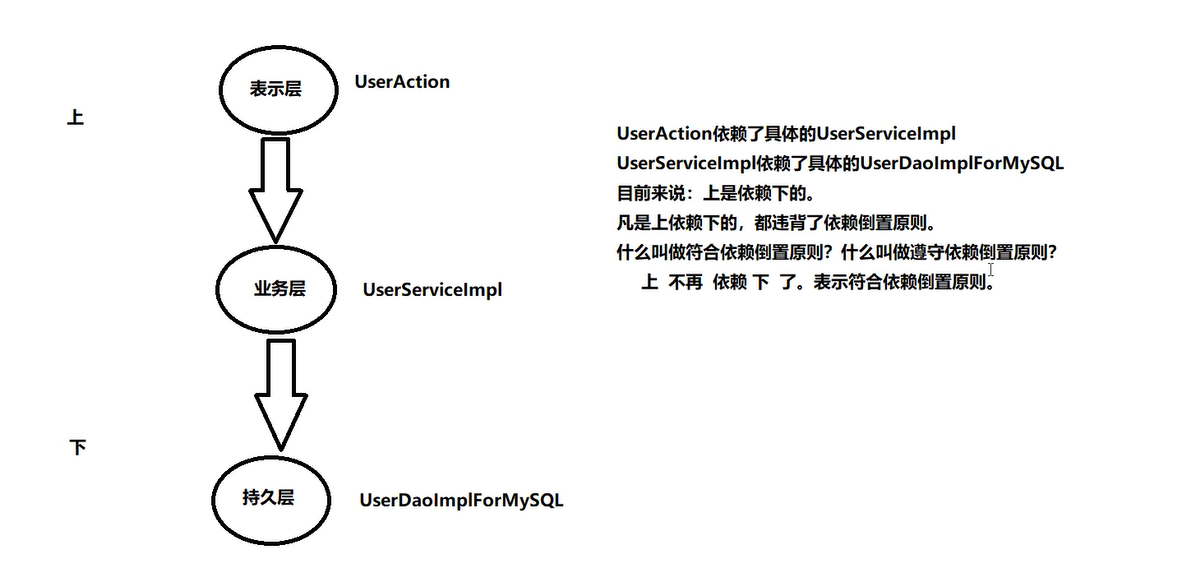 表示层
UserAction
上
UserAction依赖了具体的UserServiceImpl
UserServiceImpl依赖了具体的UserDaoImplForMySQL
目前来说：上是依赖下的。
凡是上依赖下的，都违背了依赖倒置原则。
什么叫做符合依赖倒置原则？什么叫做遵守依赖倒置原则？
上 不再 依赖 下 了。表示符合依赖倒置原则。
业务层
UserServiceImpl
下
持久层
UserDaoImplForMySQL